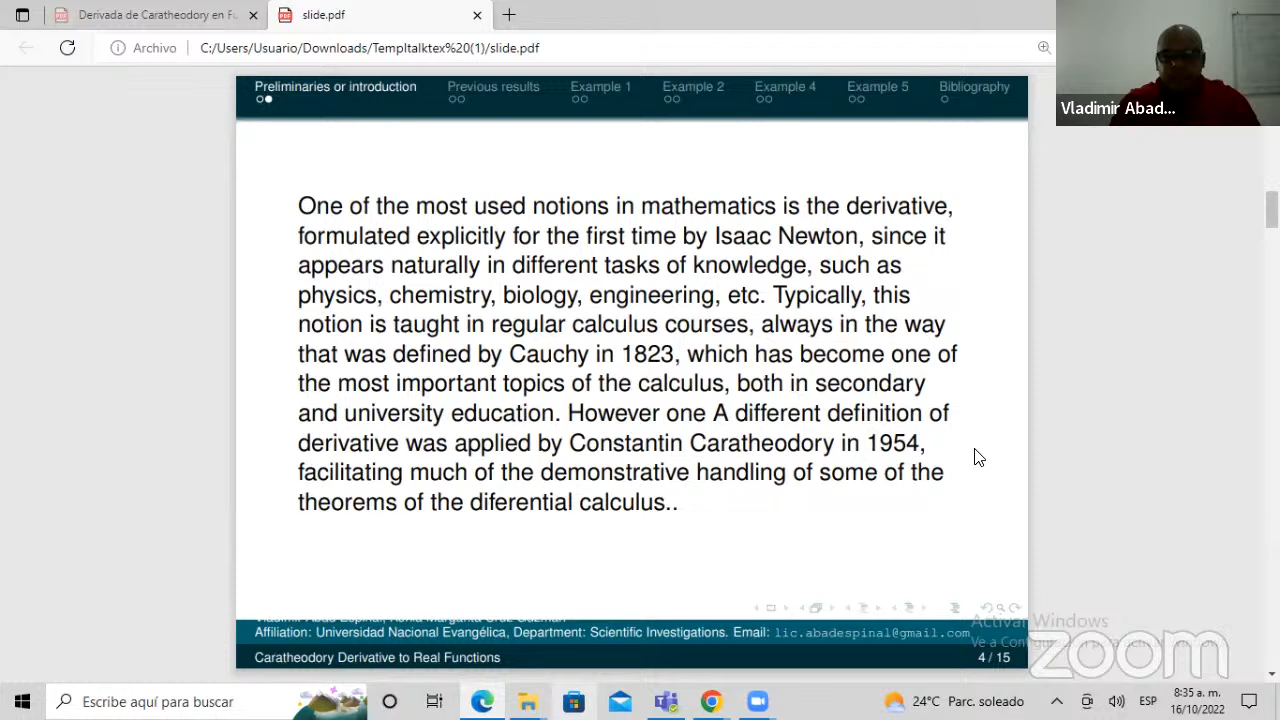 Derivada de Caratheodory en Fu
slide.pdf
Archivo
C:/Users/Usuario/Downloads/Templtalktex%20(1)/slide.pdf
Vladimir Abad...
Preliminaries or introduction
Previous results
Example 1
Example 2
Example 4
Example 5
Bibliography
One of the most used notions in mathematics is the derivative,
formulated explicitly for the first time by Isaac Newton, since it
appears naturally in different tasks of knowledge, such as
physics, chemistry, biology, engineering, etc. Typically, this
notion is taught in regular calculus courses, always in the way
that was defined by Cauchy in 1823, which has become one of
the most important topics of the calculus, both in secondary
and university education. However one A different definition of
derivative was applied by Constantin Caratheodory in 1954,
facilitating much of the demonstrative handling of some of the
theorems of the diferential calculus..
Affiliation: Universidad Nacional Evangélica, Department: Scientific Investigations. Email: lic.abadespinal@gmail.com
Caratheodory Derivative to Real Functions
4 / 15
Activar Windows
Ve a Config
zoom
Escribe aquí para buscar
24°C Parc. soleado
ESP
8:35 a. m.
16/10/2022